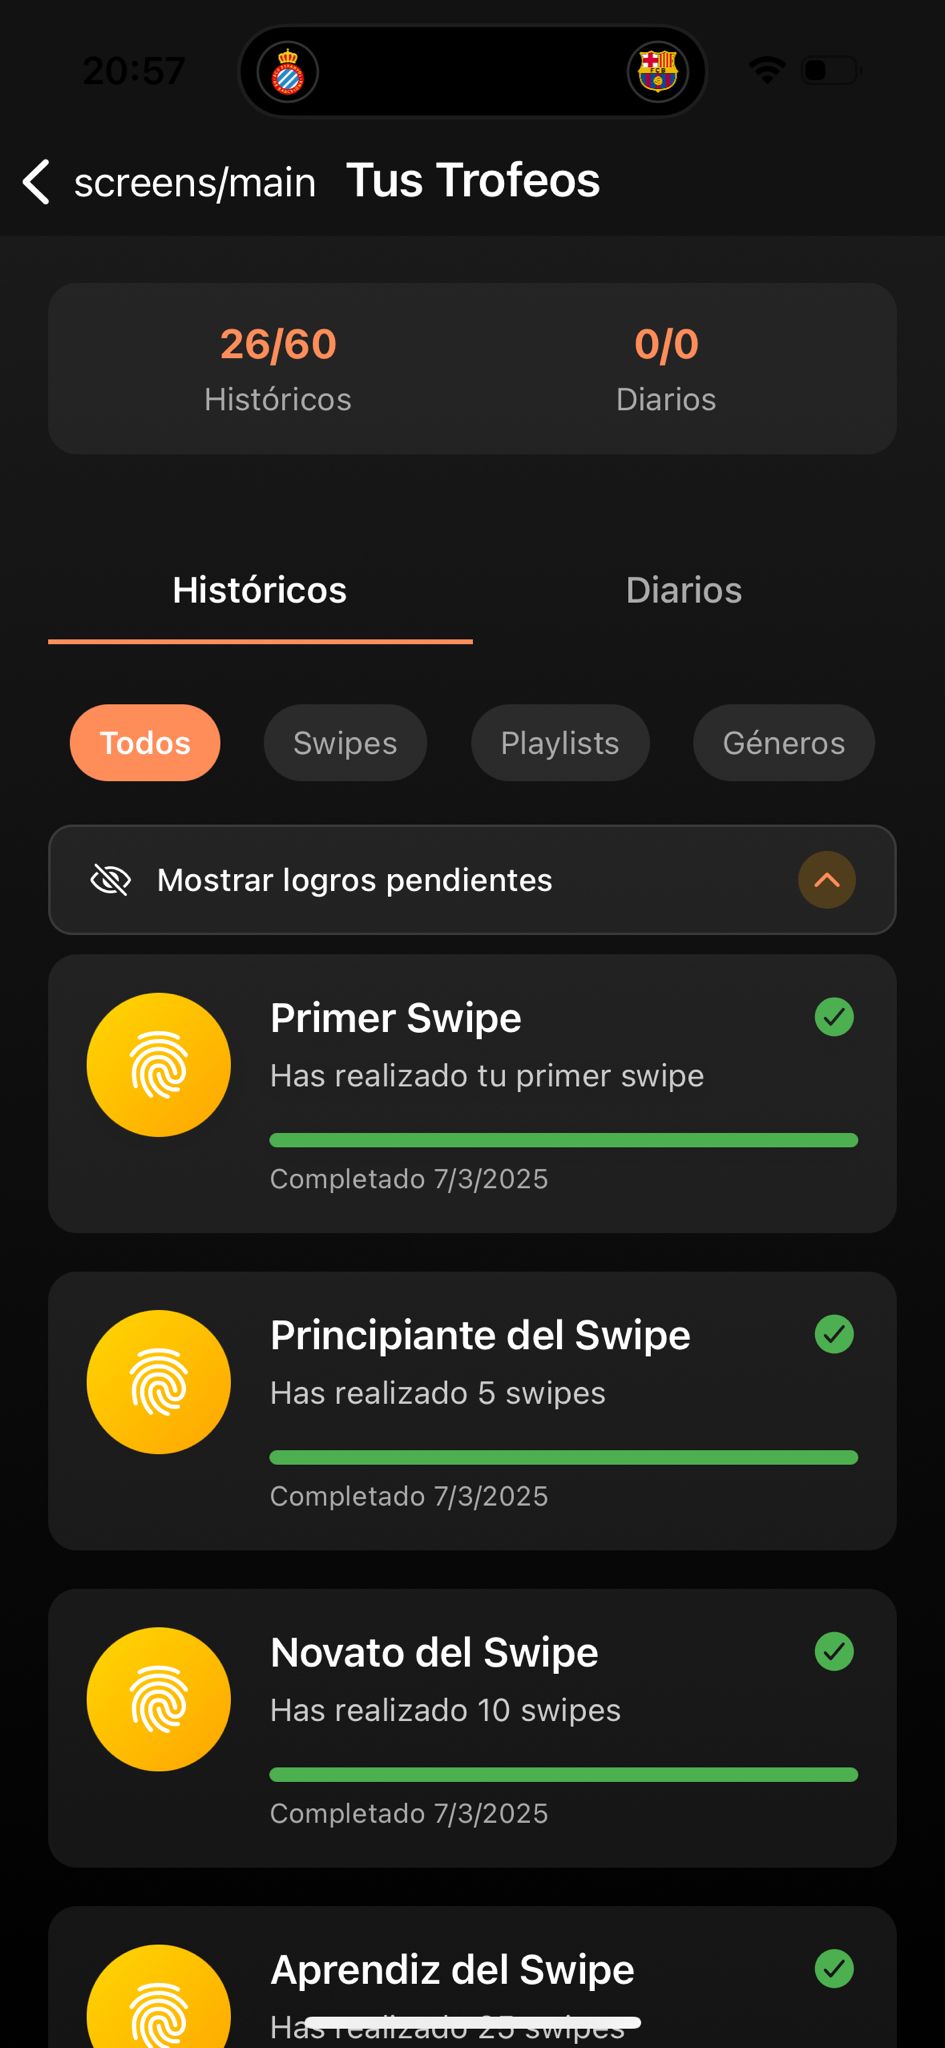 20:57
screens/main Tus Trofeos
26/60 0/0
Históricos Diarios
Históricos Diarios
Todos Swipes Playlists Géneros
Mostrar logros pendientes
Primer Swipe
Has realizado tu primer swipe
Completado 7/3/2025
Principiante del Swipe
Has realizado 5 swipes
Completado 7/3/2025
Novato del Swipe
Has realizado 10 swipes
Completado 7/3/2025
Aprendiz del Swipe
Has realizado 25 swipes